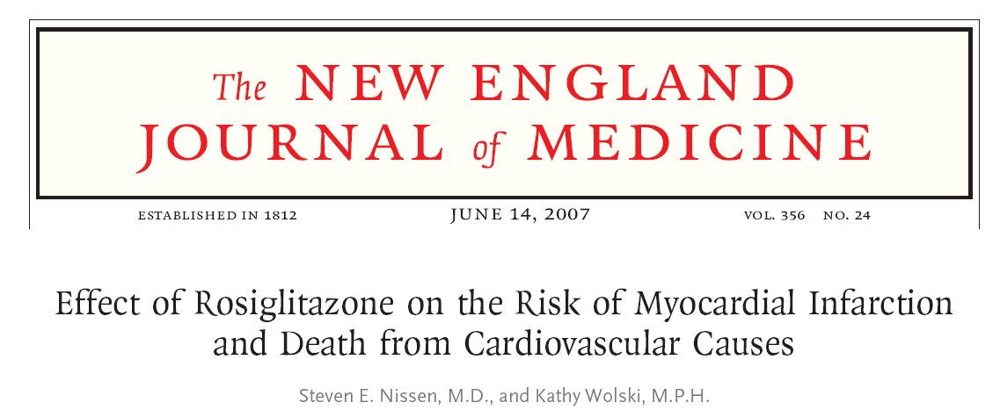 The NEW ENGLAND
JOURNAL of MEDICINE
ESTABLISHED IN 1812 JUNE 14, 2007 VOL. 356 NO. 24
Effect of Rosiglitazone on the Risk of Myocardial Infarction
and Death from Cardiovascular Causes
Steven E. Nissen, M.D., and Kathy Wolski, M.P.H.